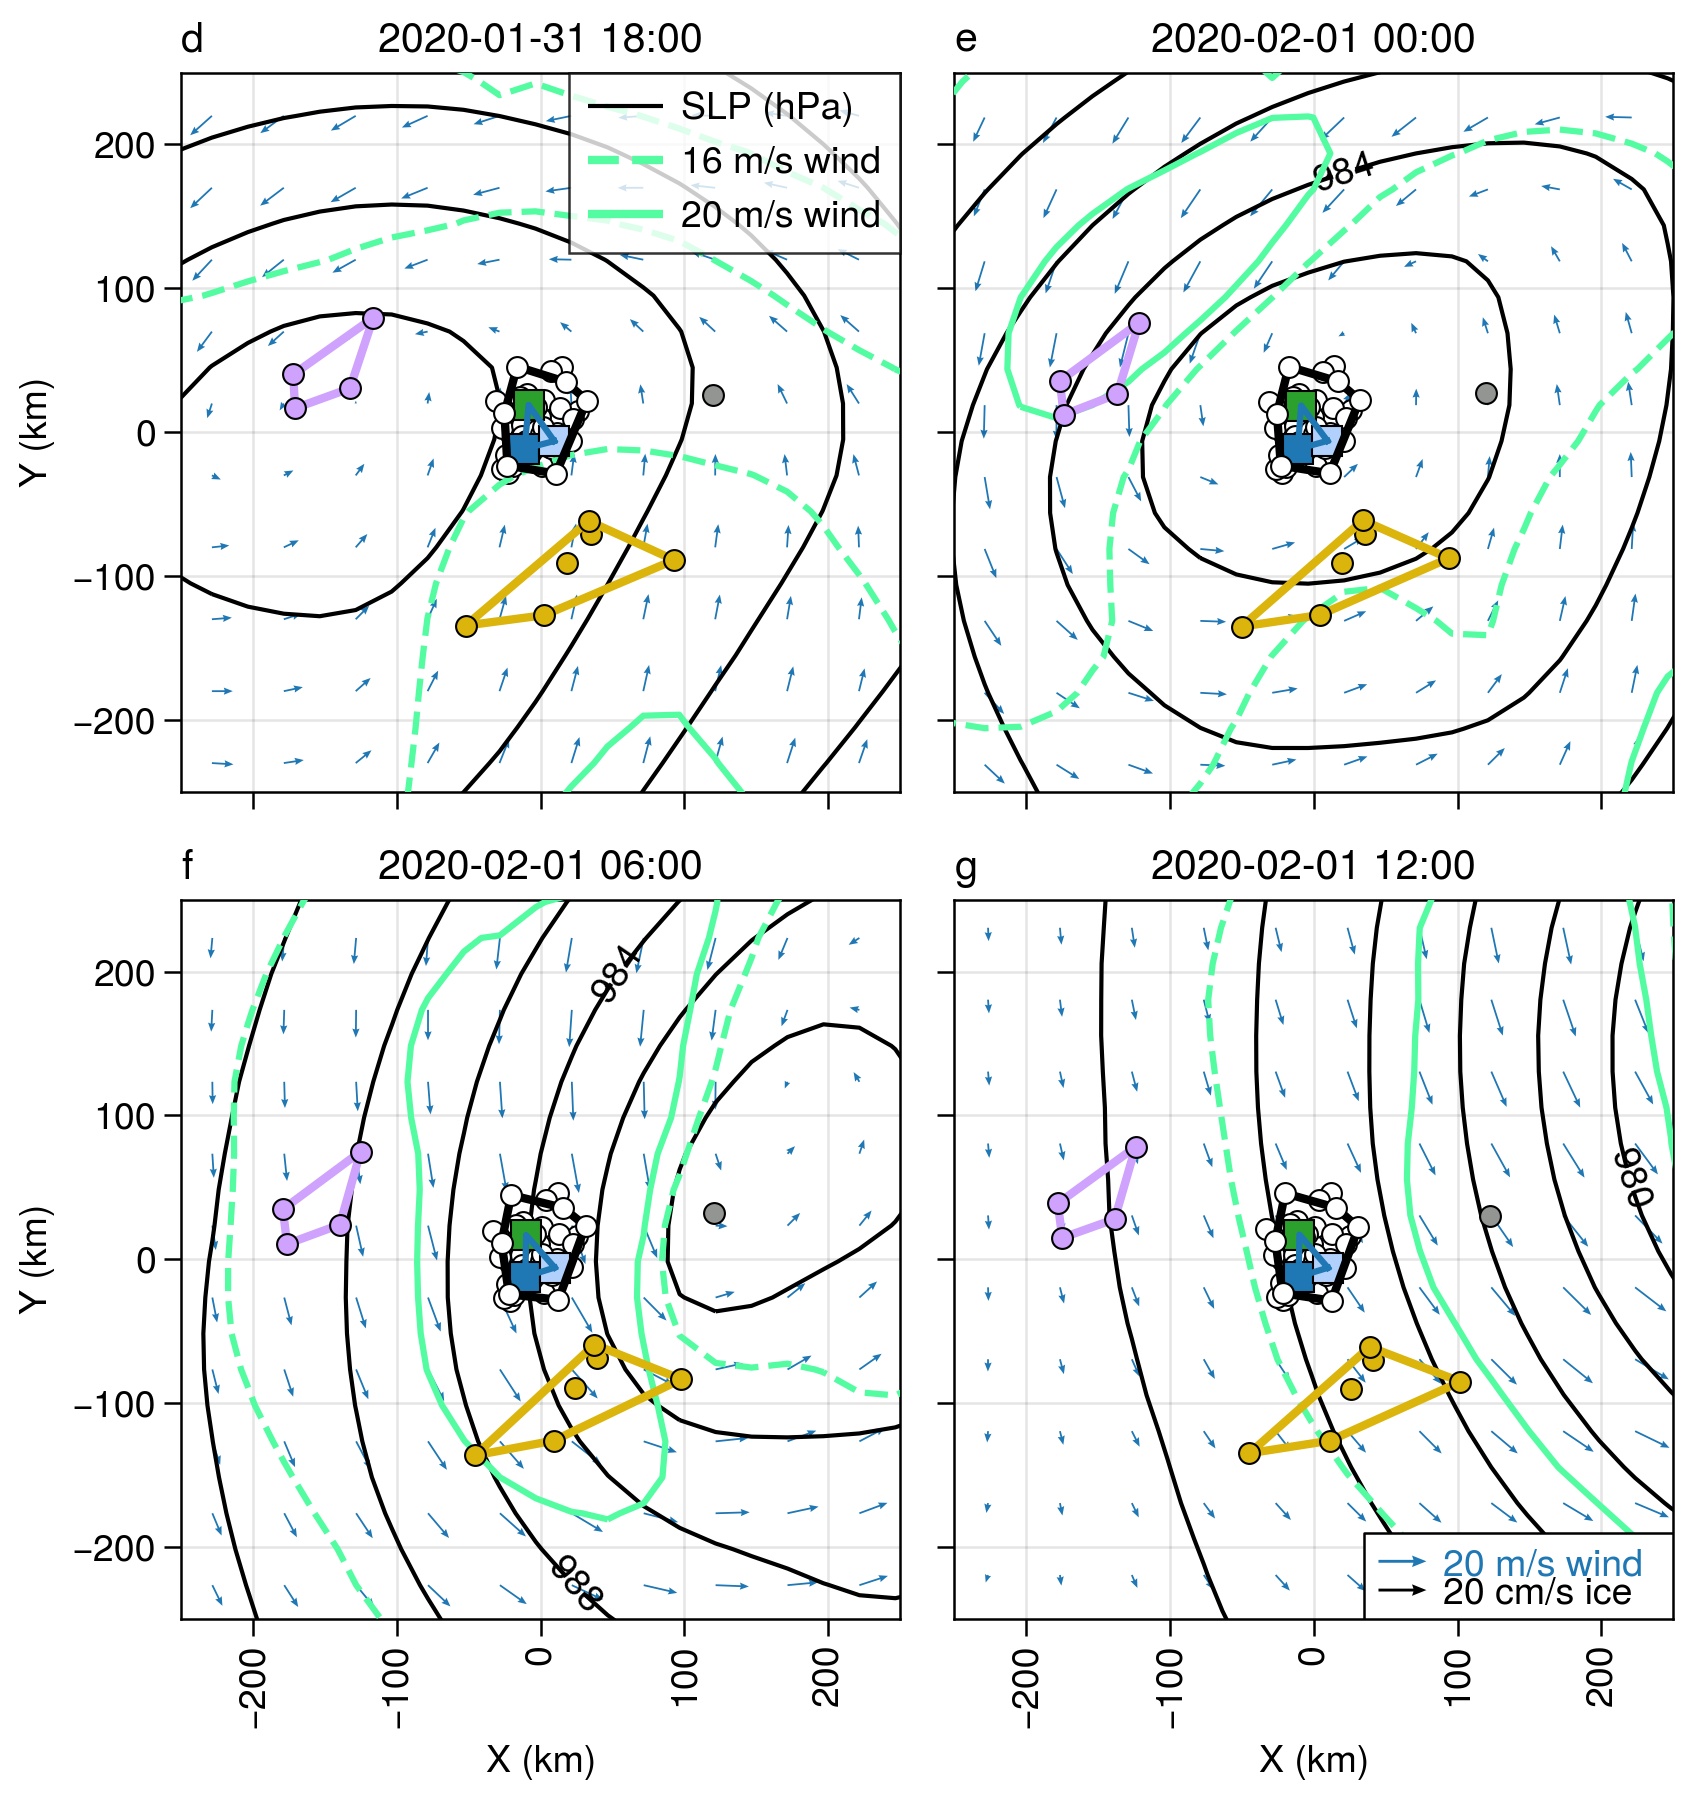 d 2020-01-31 18:00
e 2020-02-01 00:00
SLP (hPa)
16 m/s wind
20 m/s wind
984
200
100
0
−100
−200
Y (km)
f 2020-02-01 06:00
g 2020-02-01 12:00
984
988
980
200
100
0
−100
−200
Y (km)
20 m/s wind
20 cm/s ice
−200 −100 0 100 200
−200 −100 0 100 200
X (km)
X (km)